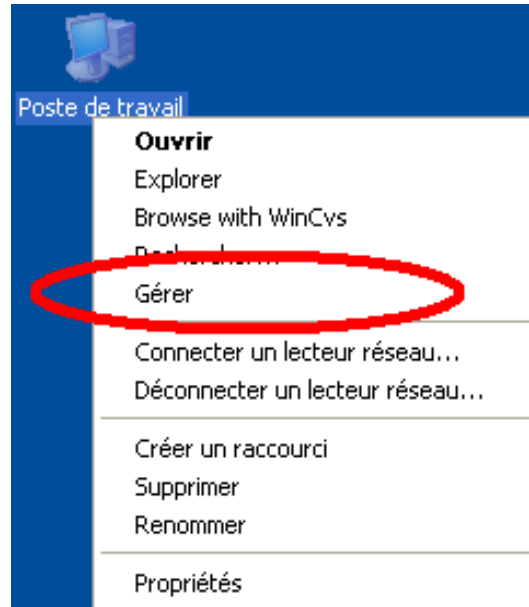 Poste de travail
Ouvrir
Explorer
Browse with WinCvs
Rechercher...
Gérer
Connecter un lecteur réseau...
Déconnecter un lecteur réseau...
Créer un raccourci
Supprimer
Renommer
Propriétés